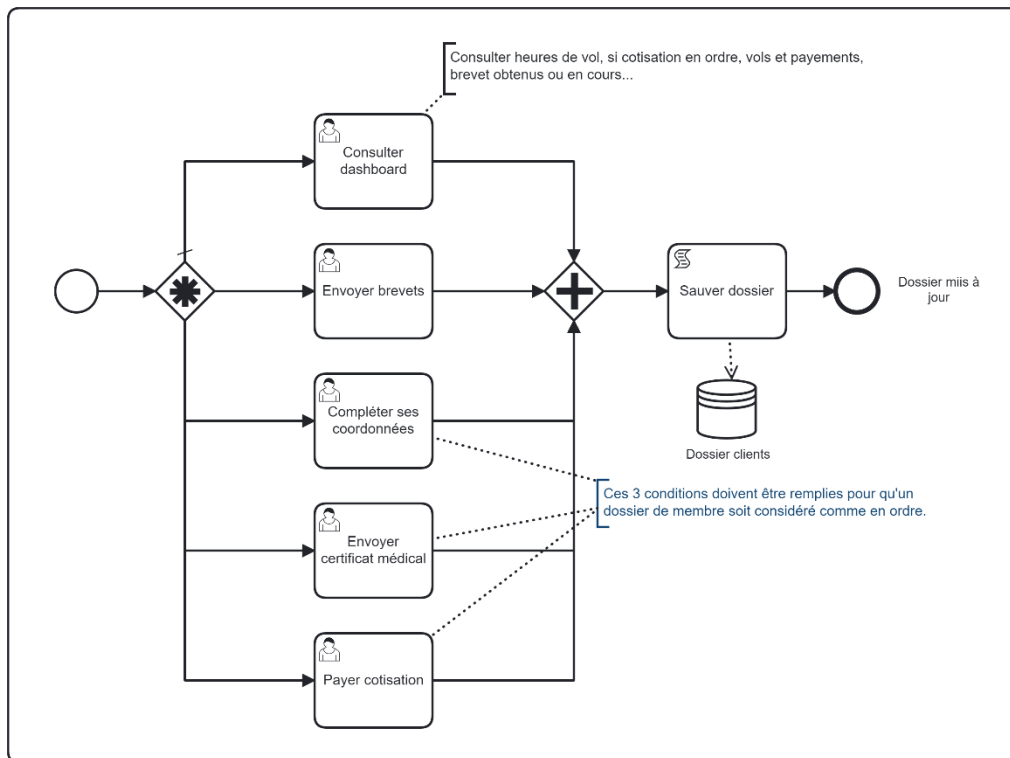 Consulter heures de vol, si cotisation en ordre, vols et payements,
brevet obtenus ou en cours...
Consulter
dashboard
Envoyer brevets
Sauver dossier
Dossier miis à
jour
Compléter ses
coordonnées
Dossier clients
Ces 3 conditions doivent être remplies pour qu'un
dossier de membre soit considéré comme en ordre.
Envoyer
certificat médical
Payer cotisation